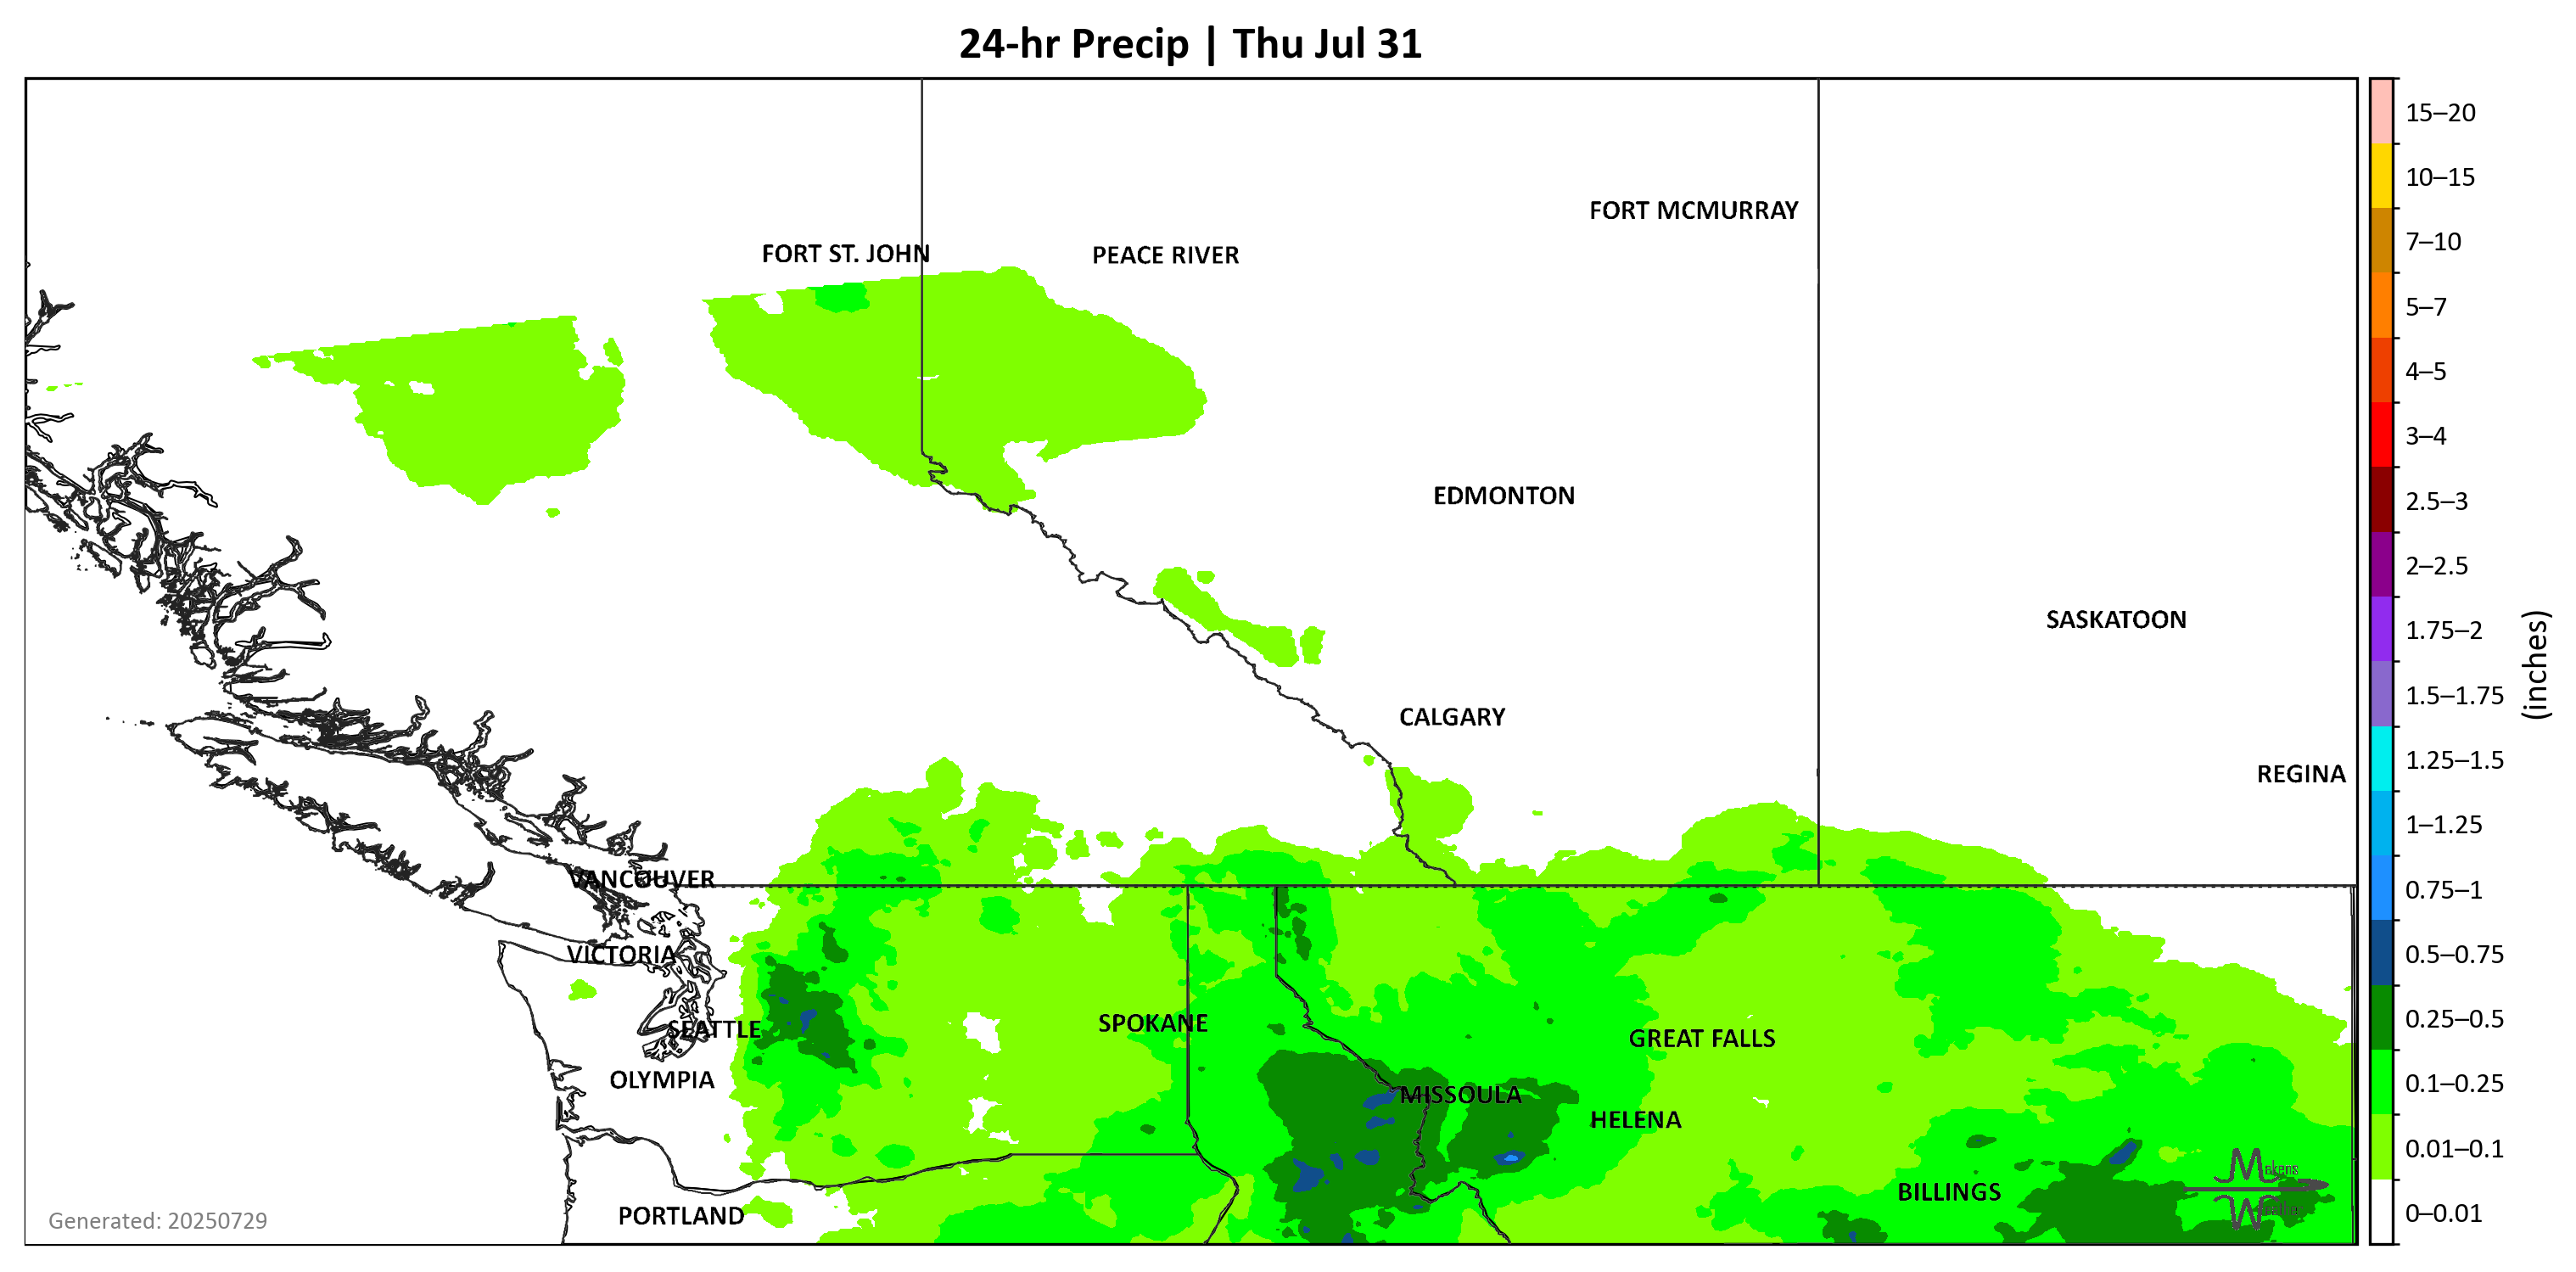 24-hr Precip | Thu Jul 31
FORT MCMURRAY
FORT ST. JOHN
PEACE RIVER
EDMONTON
SASKATOON
CALGARY
REGINA
VANCOUVER
VICTORIA
SPOKANE
SEATTLE
GREAT FALLS
OLYMPIA
MISSOULA
HELENA
BILLINGS
PORTLAND
Generated: 20250729
Mckens
Weather
15–20
10–15
7–10
5–7
4–5
3–4
2.5–3
2–2.5
1.75–2
1.5–1.75
1.25–1.5
1–1.25
0.75–1
0.5–0.75
0.25–0.5
0.1–0.25
0.01–0.1
0–0.01
(inches)